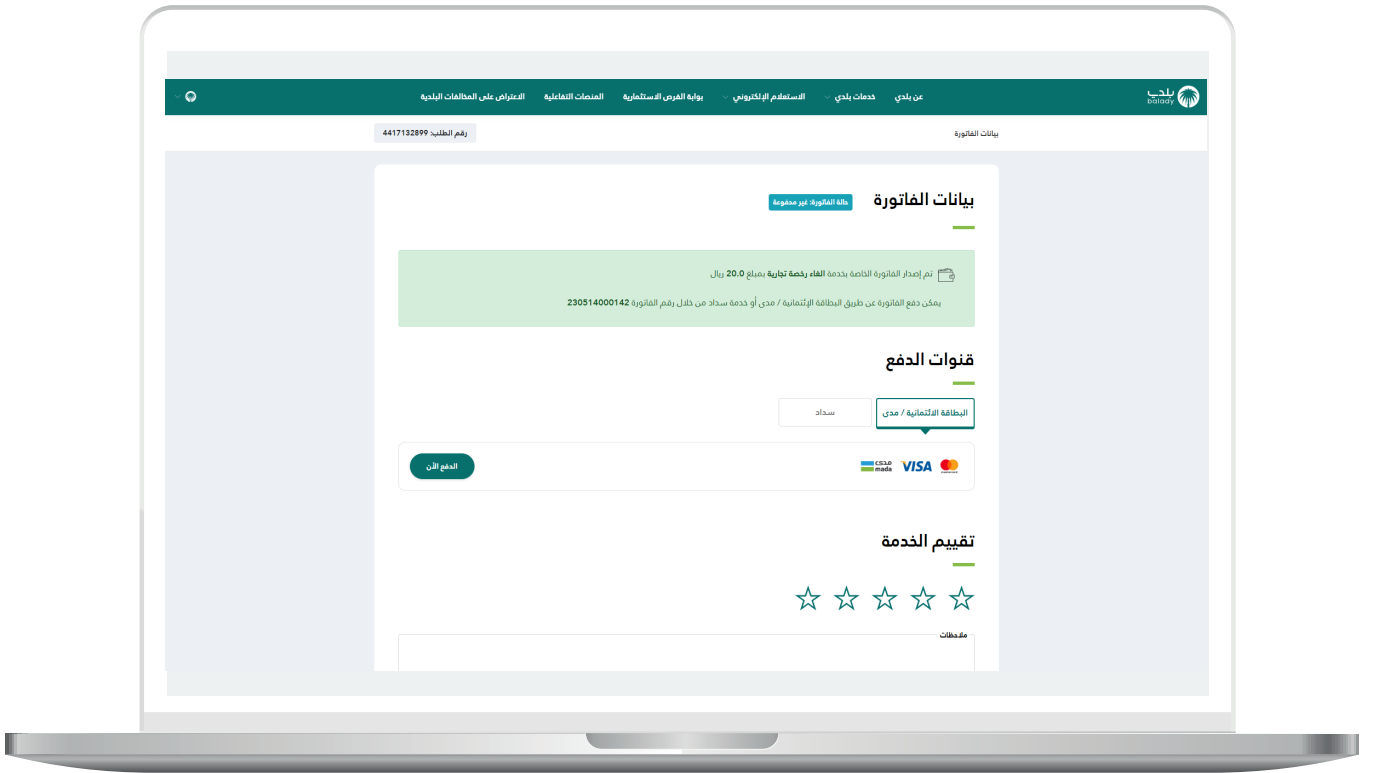 بلدي
balady
عن بلدي
خدمات بلدي
الاستعلام الإلكتروني
بوابة الفرص الاستثمارية
المنصات التفاعلية
الاعتراض على المخالفات البلدية
بيانات الفاتورة
رقم الطلب: 4417132899
بيانات الفاتورة
حالة الفاتورة: غير مدفوعة
تم إصدار الفاتورة الخاصة بخدمة الغاء رخصة تجارية بمبلغ 20.0 ريال
يمكن دفع الفاتورة عن طريق البطاقة الإئتمانية / مدى أو خدمة سداد من خلال رقم الفاتورة 230514000142
قنوات الدفع
البطاقة الائتمانية / مدى
سداد
VISA
مدى
mada
الدفع الأن
تقييم الخدمة
ملاحظات